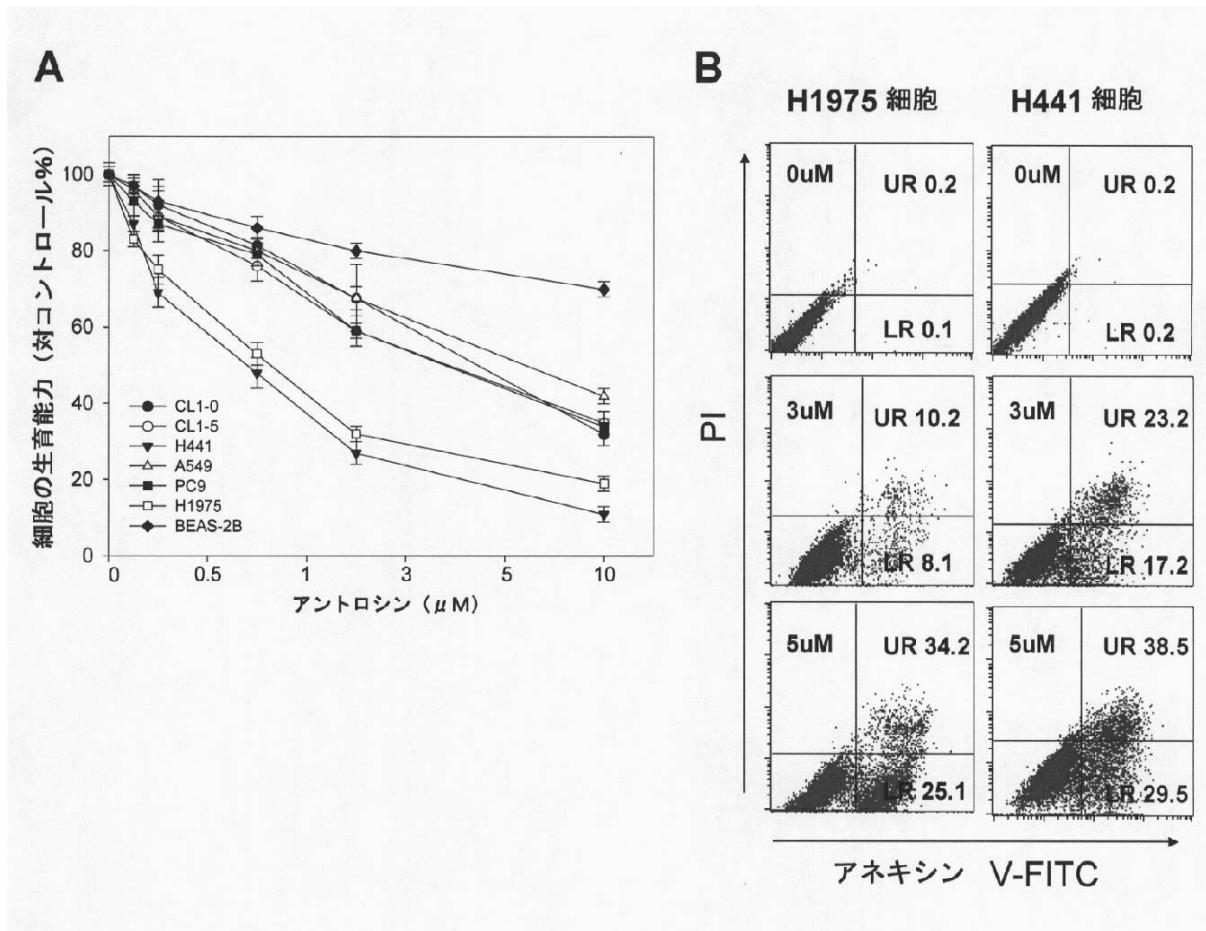 A
細胞の生育能力（対コントロール%）
100
80
60
40
20
0
CL1-0
CL1-5
H441
A549
PC9
H1975
BEAS-2B
0 0.5 1 3 5 10
アントロシン（μM）
B
H1975 細胞 H441 細胞
PI
0uM UR 0.2
LR 0.1
0uM UR 0.2
LR 0.2
3uM UR 10.2
LR 8.1
3uM UR 23.2
LR 17.2
5uM UR 34.2
LR 25.1
5uM UR 38.5
LR 29.5
アネキシン V-FITC